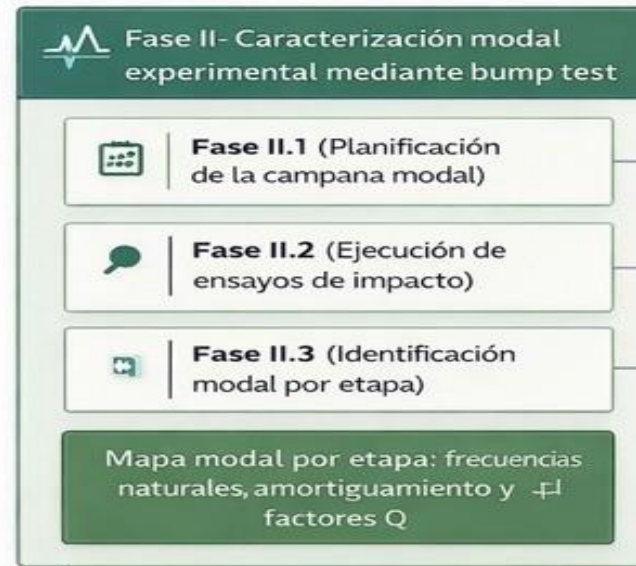 Fase II- Caracterización modal
experimental mediante bump test
Fase II.1 (Planificación
de la campana modal)
Fase II.2 (Ejecución de
ensayos de impacto)
Fase II.3 (Identificación
modal por etapa)
Mapa modal por etapa: frecuencias
naturales, amortiguamiento y
factores Q